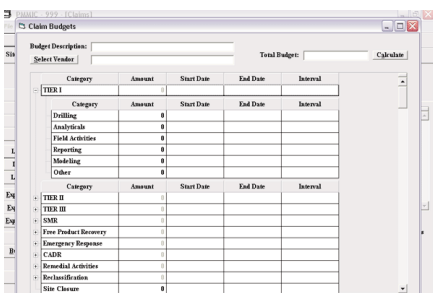 PMMIC - 999 - [Claims]
Claim Budgets
Budget Description:
Select Vendor
Total Budget:
Calculate
Category Amount Start Date End Date Interval
TIER I 0
Category Amount Start Date End Date Interval
Drilling 0
Analyticals 0
Field Activities 0
Reporting 0
Modeling 0
Other 0
Category Amount Start Date End Date Interval
TIER II 0
TIER III 0
SMR 0
Free Product Recovery 0
Emergency Response 0
CADR 0
Remedial Activities 0
Reclassification 0
Site Closure 0